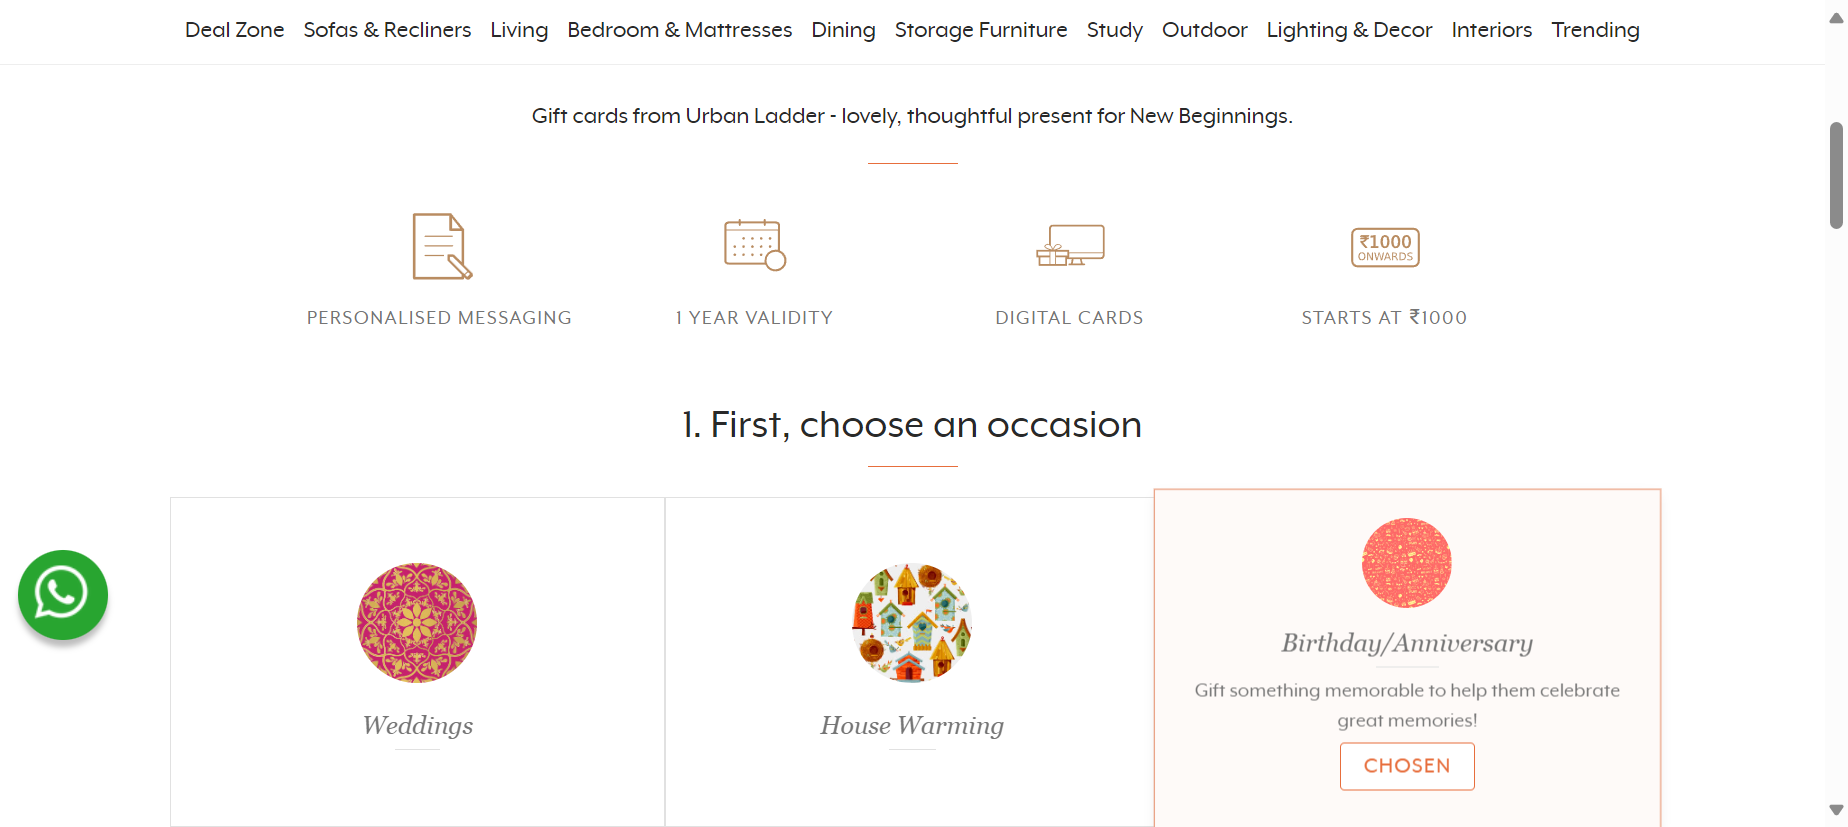 Deal Zone Sofas & Recliners Living Bedroom & Mattresses Dining Storage Furniture Study Outdoor Lighting & Decor Interiors Trending
Gift cards from Urban Ladder - lovely, thoughtful present for New Beginnings.
₹1000
ONWARDS
PERSONALISED MESSAGING
1 YEAR VALIDITY
DIGITAL CARDS
STARTS AT ₹1000
1. First, choose an occasion
Weddings
House Warming
Birthday/Anniversary
Gift something memorable to help them celebrate
great memories!
CHOSEN